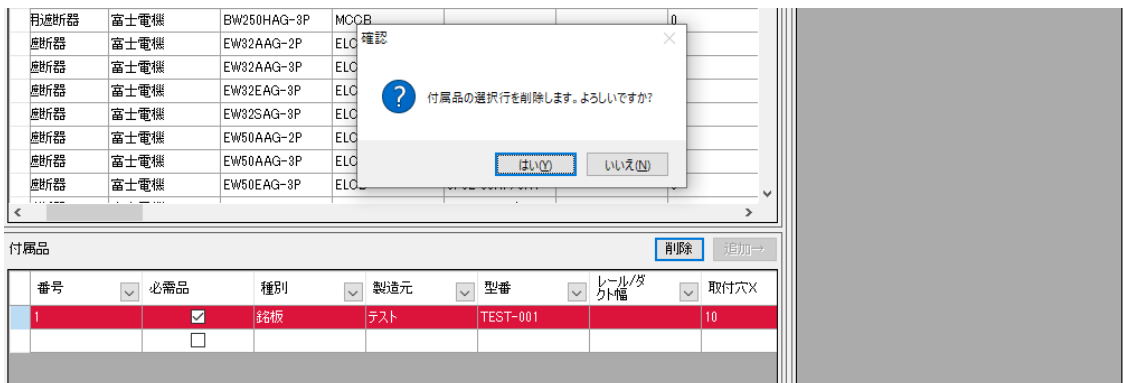 用遮断器 富士電機 BW250HAG-3P MCCB 0
遮断器 富士電機 EW32AAG-2P ELC
遮断器 富士電機 EW32AAG-3P ELC
遮断器 富士電機 EW32EAG-3P ELC
遮断器 富士電機 EW32SAG-3P ELC
遮断器 富士電機 EW50AAG-2P ELC
遮断器 富士電機 EW50AAG-3P ELC
遮断器 富士電機 EW50EAG-3P ELCB
確認
付属品の選択行を削除します。よろしいですか?
はい(Y) いいえ(N)
付属品 削除 追加→
番号 必需品 種別 製造元 型番 レール/ダクト幅 取付穴X
1 銘板 テスト TEST-001 10